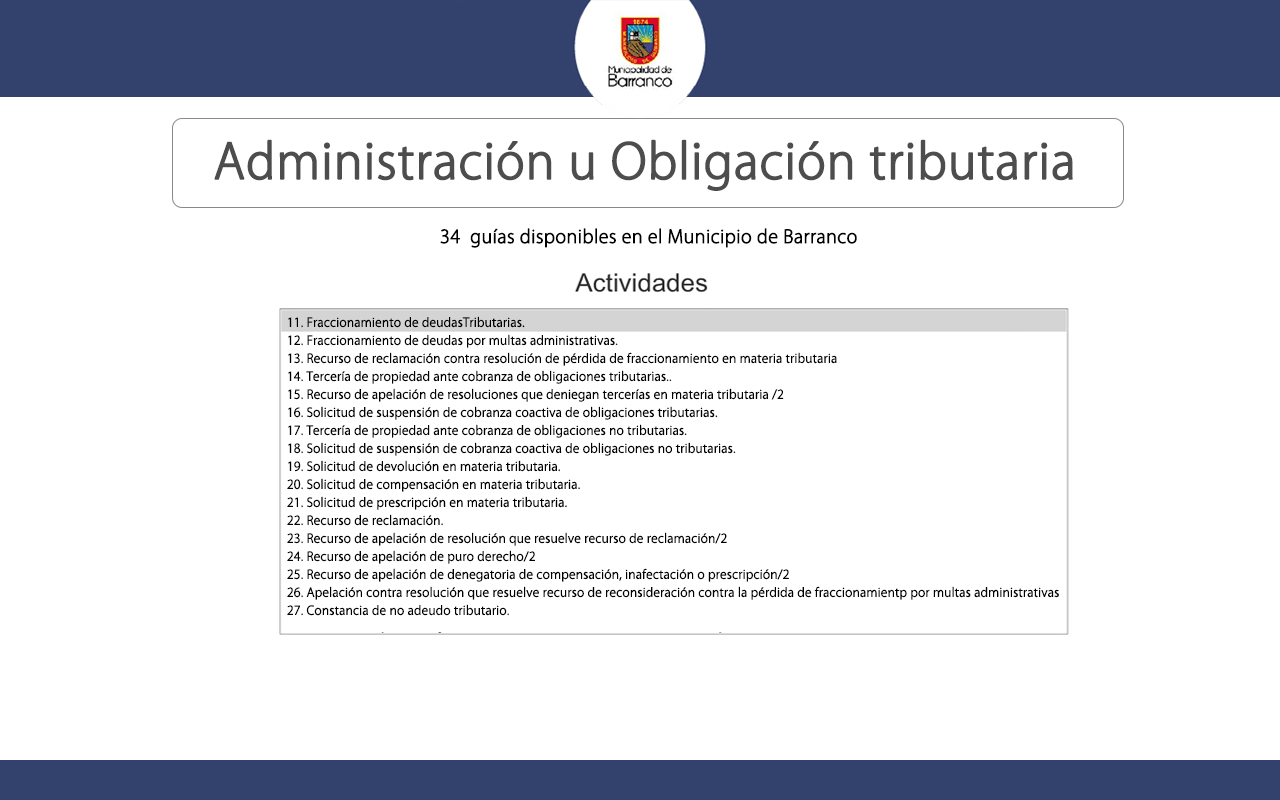 1874
Municipalidad de
Barranco
Administración u Obligación tributaria
34 guías disponibles en el Municipio de Barranco
Actividades
11. Fraccionamiento de deudasTributarias.
12. Fraccionamiento de deudas por multas administrativas.
13. Recurso de reclamación contra resolución de pérdida de fraccionamiento en materia tributaria
14. Tercería de propiedad ante cobranza de obligaciones tributarias..
15. Recurso de apelación de resoluciones que deniegan tercerías en materia tributaria /2
16. Solicitud de suspensión de cobranza coactiva de obligaciones tributarias.
17. Tercería de propiedad ante cobranza de obligaciones no tributarias.
18. Solicitud de suspensión de cobranza coactiva de obligaciones no tributarias.
19. Solicitud de devolución en materia tributaria.
20. Solicitud de compensación en materia tributaria.
21. Solicitud de prescripción en materia tributaria.
22. Recurso de reclamación.
23. Recurso de apelación de resolución que resuelve recurso de reclamación/2
24. Recurso de apelación de puro derecho/2
25. Recurso de apelación de denegatoria de compensación, inafectación o prescripción/2
26. Apelación contra resolución que resuelve recurso de reconsideración contra la pérdida de fraccionamientp por multas administrativas
27. Constancia de no adeudo tributario.